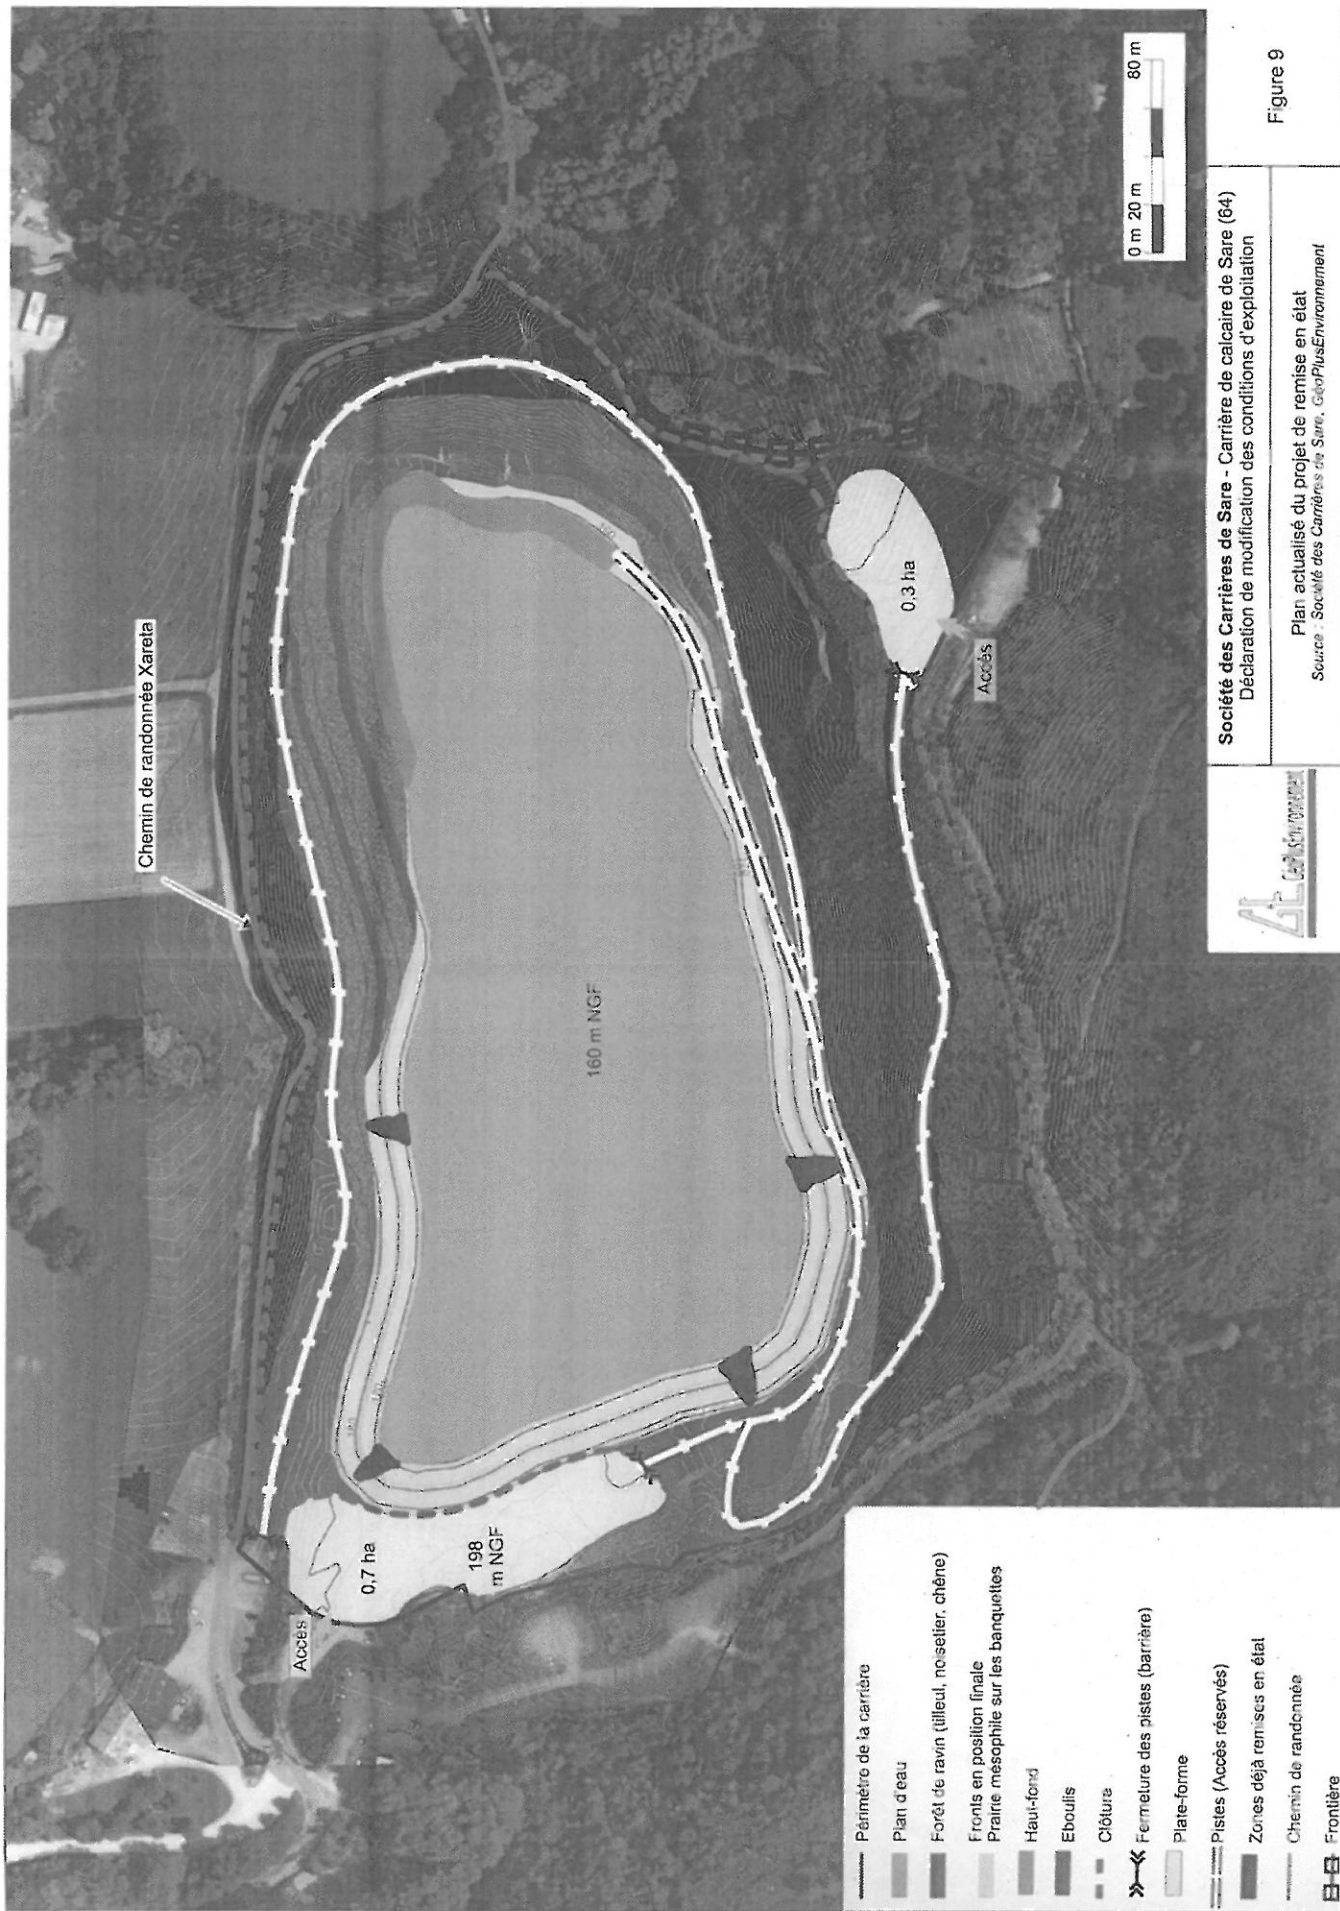 Chemin de randonnée Xareta
160 m NGF
0,3 ha
Accès
Accès
0,7 ha
198
m NGF
0 m 20 m 80 m
Périmètre de la carrière
Plan d'eau
Forêt de ravin (tilleul, noisetier, chêne)
Fronts en position finale
Prairie mésophile sur les banquettes
Haut-fond
Eboulis
Clôture
Fermeture des pistes (barrière)
Plate-forme
Pistes (Accès réservés)
Zones déjà remises en état
Chemin de randonnée
Frontière
GéoPlusEnvironnement
Société des Carrières de Sare - Carrière de calcaire de Sare (64)
Déclaration de modification des conditions d'exploitation
Plan actualisé du projet de remise en état
Source : Société des Carrières de Sare, GéoPlusEnvironnement
Figure 9